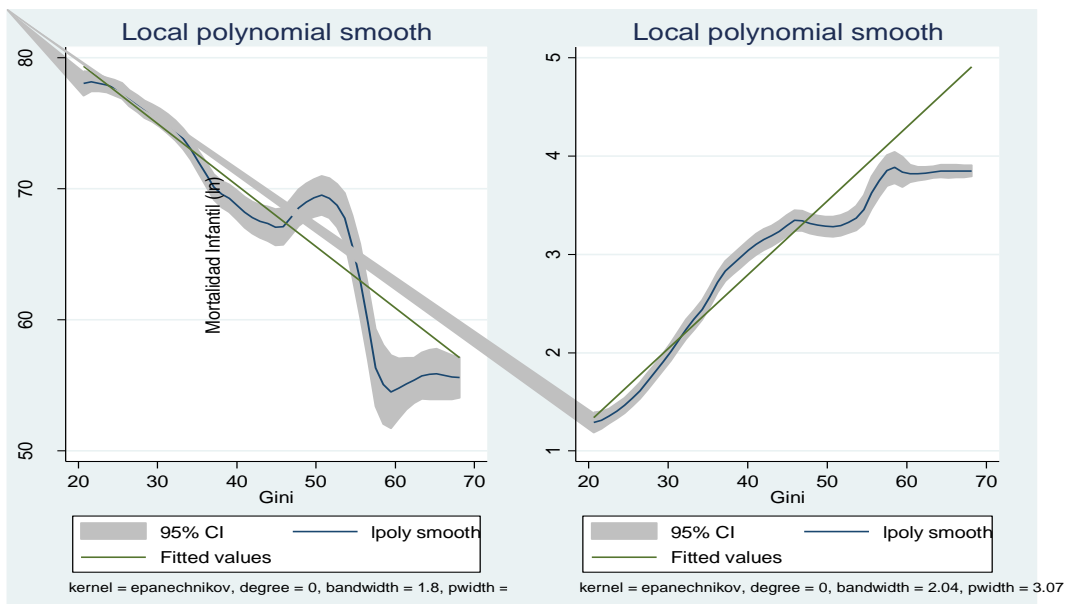 Local polynomial smooth
80
70
60
50
Mortalidad Infantil (ln)
20 30 40 50 60 70
Gini
95% CI lpoly smooth
Fitted values
kernel = epanechnikov, degree = 0, bandwidth = 1.8, pwidth =
Local polynomial smooth
5
4
3
2
1
20 30 40 50 60 70
Gini
95% CI lpoly smooth
Fitted values
kernel = epanechnikov, degree = 0, bandwidth = 2.04, pwidth = 3.07